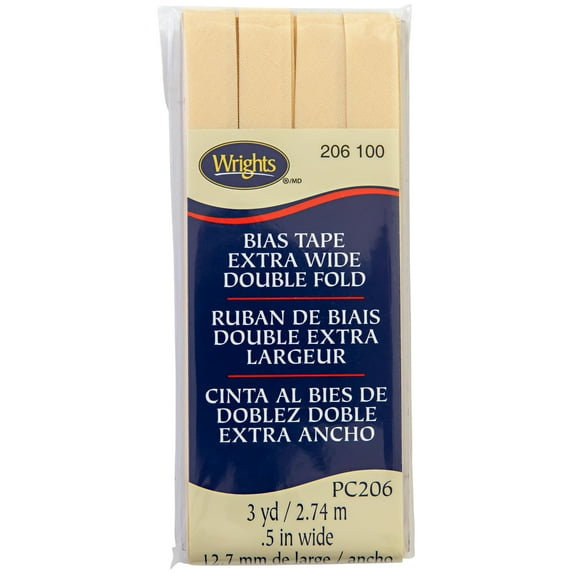 Wrights
®/MD
206 100
BIAS TAPE
EXTRA WIDE
DOUBLE FOLD
RUBAN DE BIAIS
DOUBLE EXTRA
LARGEUR
CINTA AL BIES DE
DOBLEZ DOBLE
EXTRA ANCHO
PC206
3 yd / 2.74 m
.5 in wide
12.7 mm de large / ancho